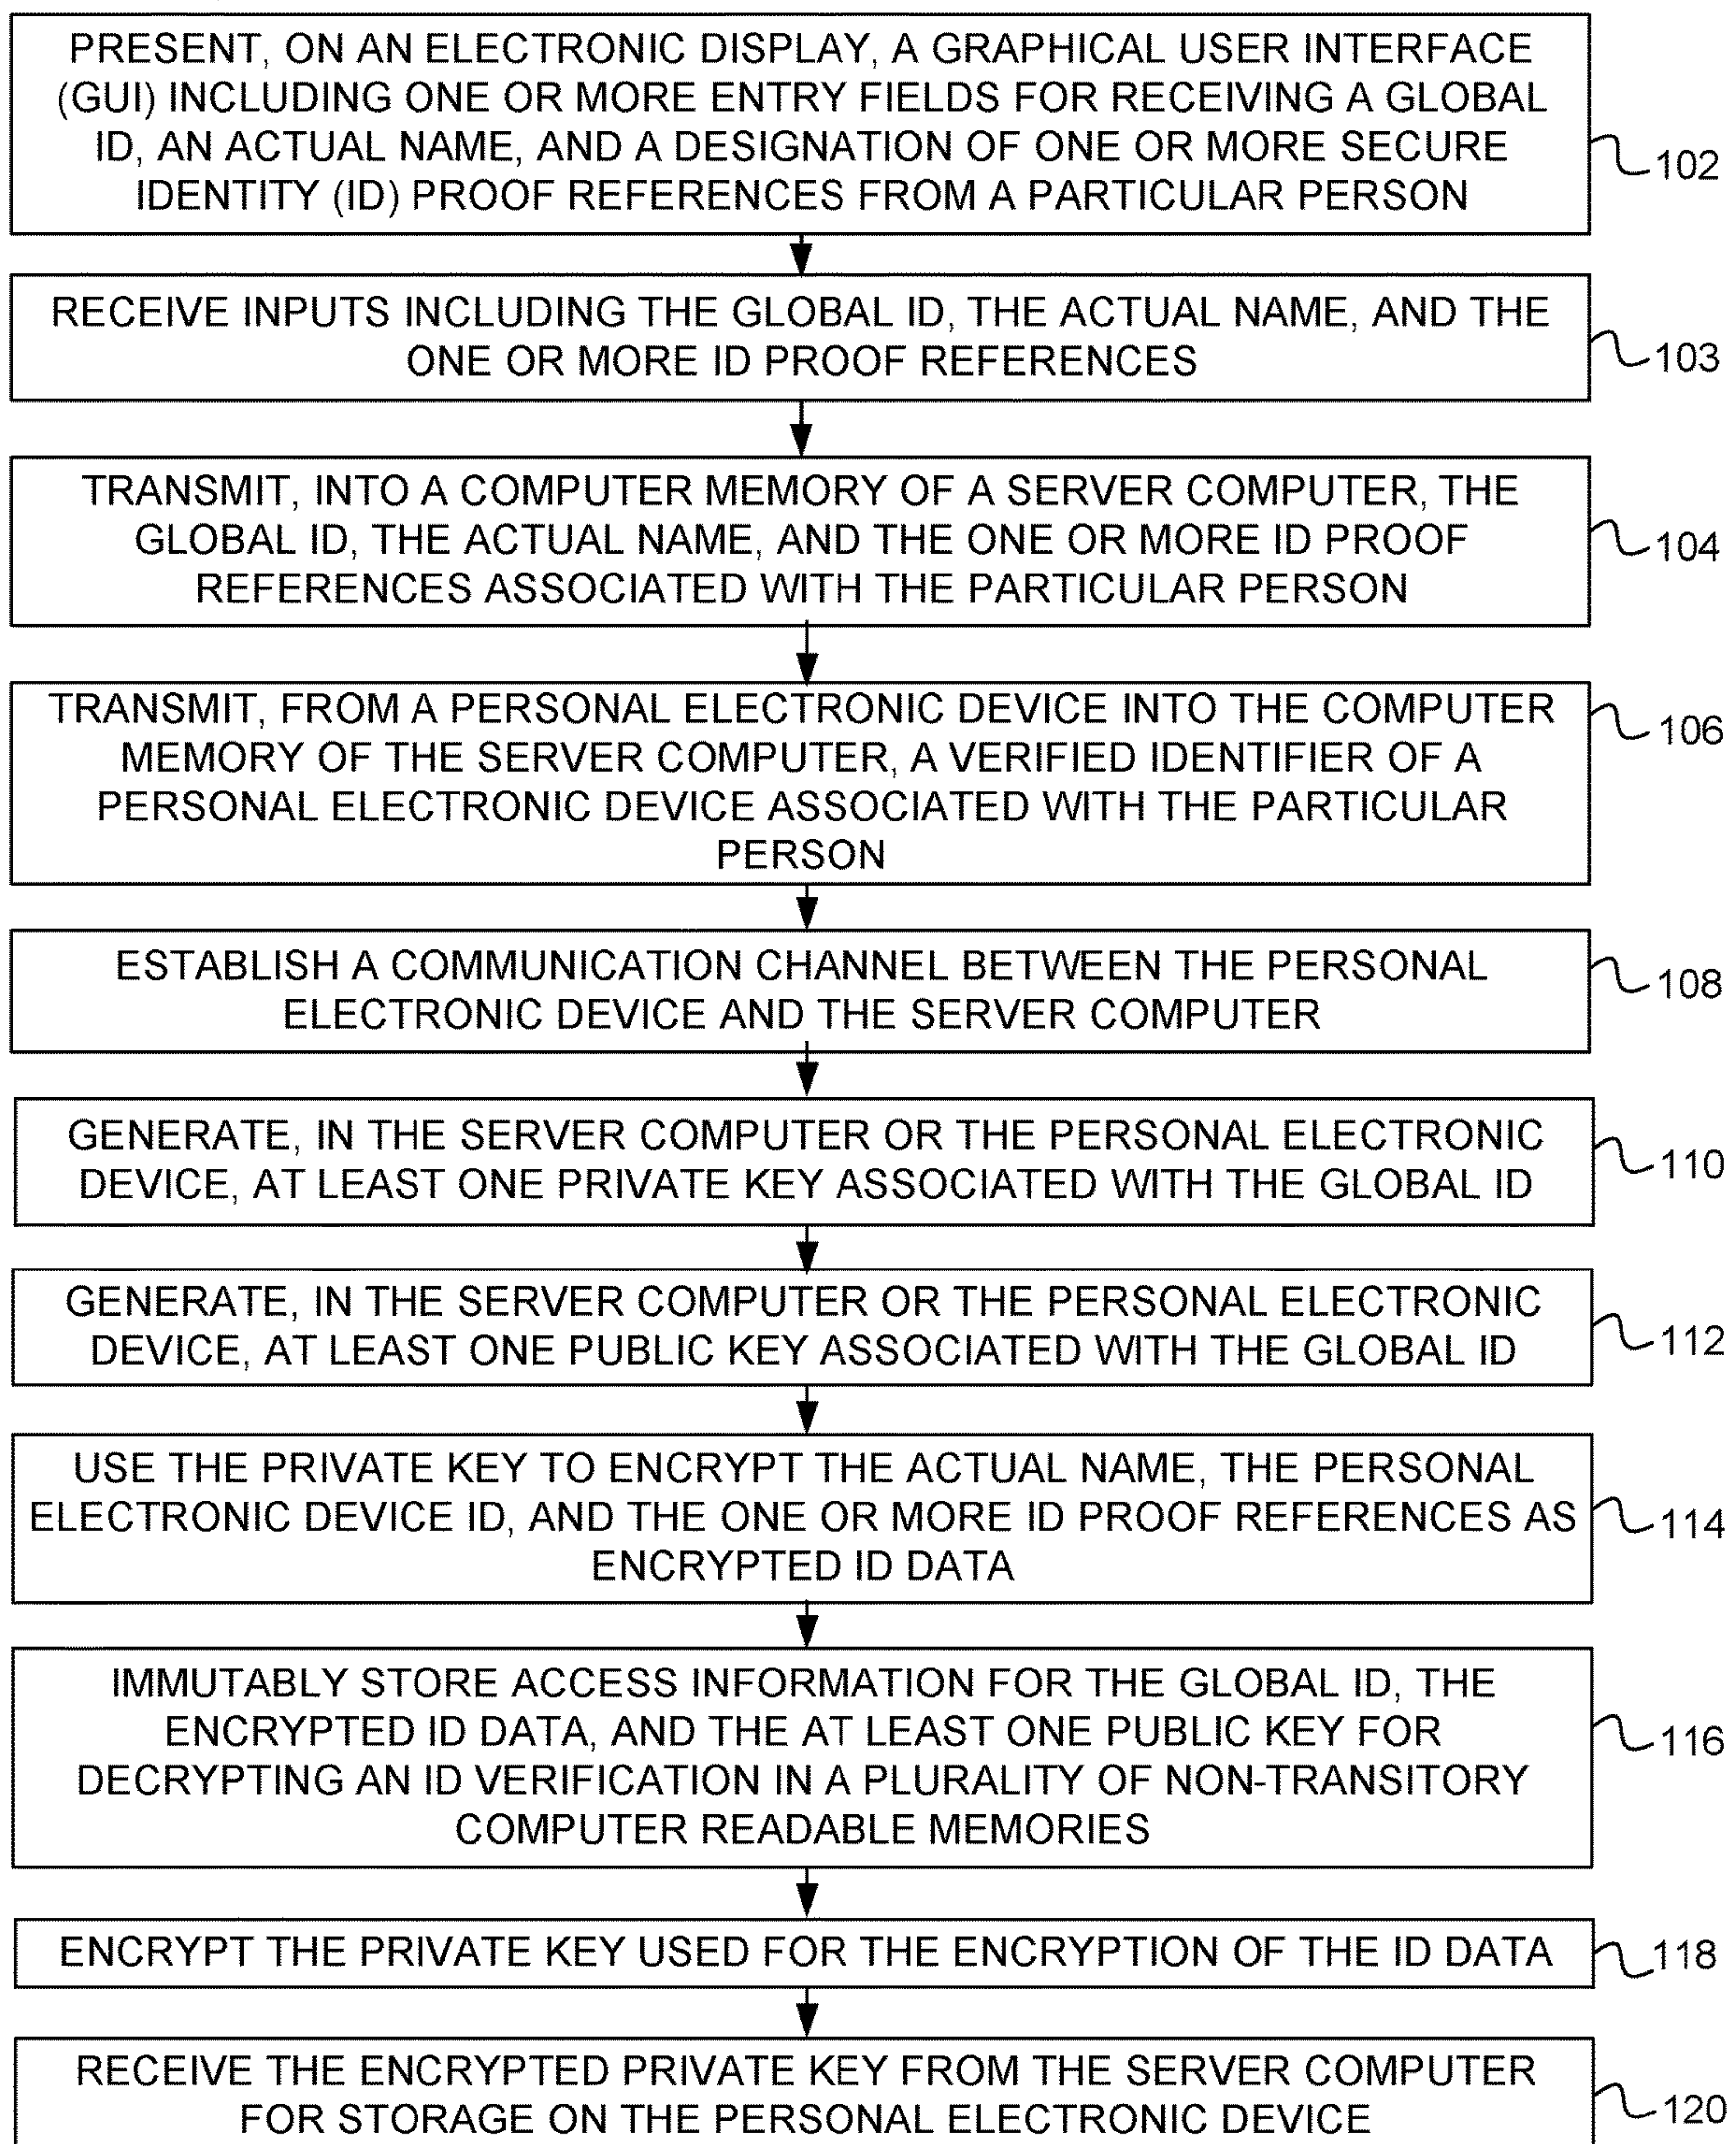 PRESENT, ON AN ELECTRONIC DISPLAY, A GRAPHICAL USER INTERFACE
(GUI) INCLUDING ONE OR MORE ENTRY FIELDS FOR RECEIVING A GLOBAL
ID, AN ACTUAL NAME, AND A DESIGNATION OF ONE OR MORE SECURE
IDENTITY (ID) PROOF REFERENCES FROM A PARTICULAR PERSON
102
RECEIVE INPUTS INCLUDING THE GLOBAL ID, THE ACTUAL NAME, AND THE
ONE OR MORE ID PROOF REFERENCES
103
TRANSMIT, INTO A COMPUTER MEMORY OF A SERVER COMPUTER, THE
GLOBAL ID, THE ACTUAL NAME, AND THE ONE OR MORE ID PROOF
REFERENCES ASSOCIATED WITH THE PARTICULAR PERSON
104
TRANSMIT, FROM A PERSONAL ELECTRONIC DEVICE INTO THE COMPUTER
MEMORY OF THE SERVER COMPUTER, A VERIFIED IDENTIFIER OF A
PERSONAL ELECTRONIC DEVICE ASSOCIATED WITH THE PARTICULAR
PERSON
106
ESTABLISH A COMMUNICATION CHANNEL BETWEEN THE PERSONAL
ELECTRONIC DEVICE AND THE SERVER COMPUTER
108
GENERATE, IN THE SERVER COMPUTER OR THE PERSONAL ELECTRONIC
DEVICE, AT LEAST ONE PRIVATE KEY ASSOCIATED WITH THE GLOBAL ID
110
GENERATE, IN THE SERVER COMPUTER OR THE PERSONAL ELECTRONIC
DEVICE, AT LEAST ONE PUBLIC KEY ASSOCIATED WITH THE GLOBAL ID
112
USE THE PRIVATE KEY TO ENCRYPT THE ACTUAL NAME, THE PERSONAL
ELECTRONIC DEVICE ID, AND THE ONE OR MORE ID PROOF REFERENCES AS
ENCRYPTED ID DATA
114
IMMUTABLY STORE ACCESS INFORMATION FOR THE GLOBAL ID, THE
ENCRYPTED ID DATA, AND THE AT LEAST ONE PUBLIC KEY FOR
DECRYPTING AN ID VERIFICATION IN A PLURALITY OF NON-TRANSITORY
COMPUTER READABLE MEMORIES
116
ENCRYPT THE PRIVATE KEY USED FOR THE ENCRYPTION OF THE ID DATA
118
RECEIVE THE ENCRYPTED PRIVATE KEY FROM THE SERVER COMPUTER
FOR STORAGE ON THE PERSONAL ELECTRONIC DEVICE
120